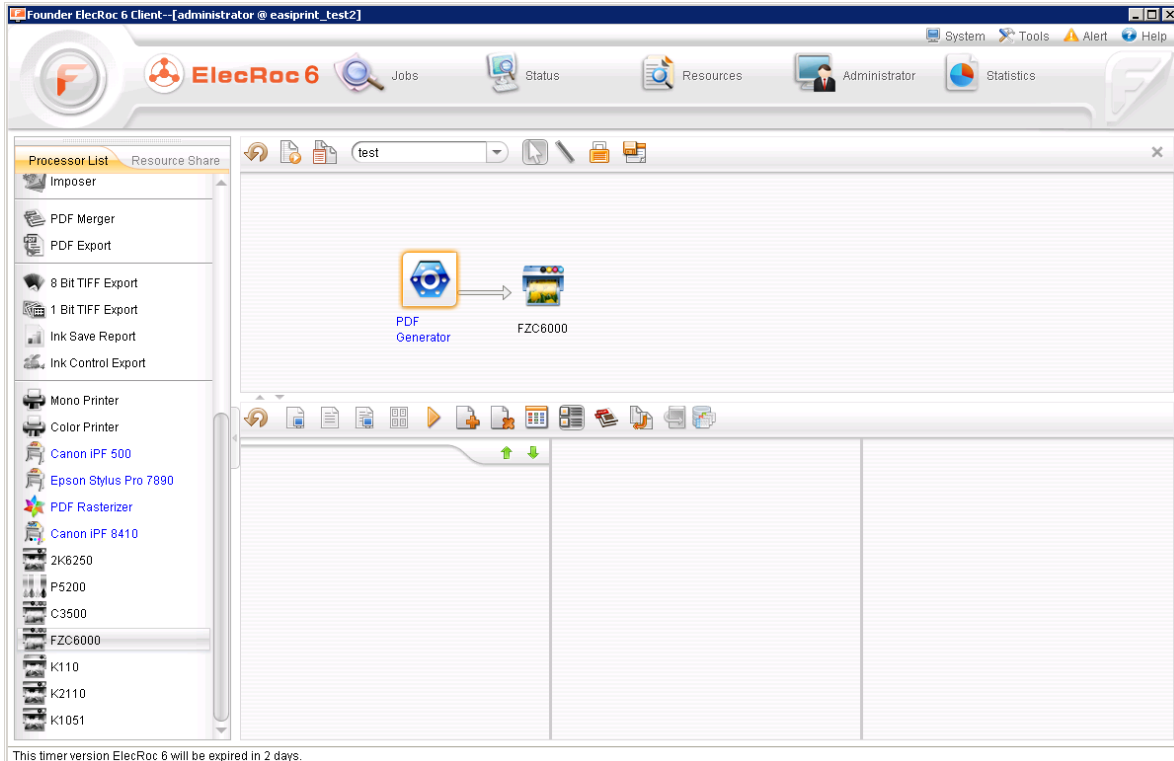 Founder ElecRoc 6 Client--[administrator @ easiprint_test2]
System Tools Alert Help
ElecRoc 6 Jobs Status Resources Administrator Statistics
Processor List Resource Share
test
Imposer
PDF Merger
PDF Export
8 Bit TIFF Export
1 Bit TIFF Export
Ink Save Report
Ink Control Export
Mono Printer
Color Printer
Canon iPF 500
Epson Stylus Pro 7890
PDF Rasterizer
Canon iPF 8410
2K6250
P5200
C3500
FZC6000
K110
K2110
K1051
PDF
Generator
FZC6000
This timer version ElecRoc 6 will be expired in 2 days.